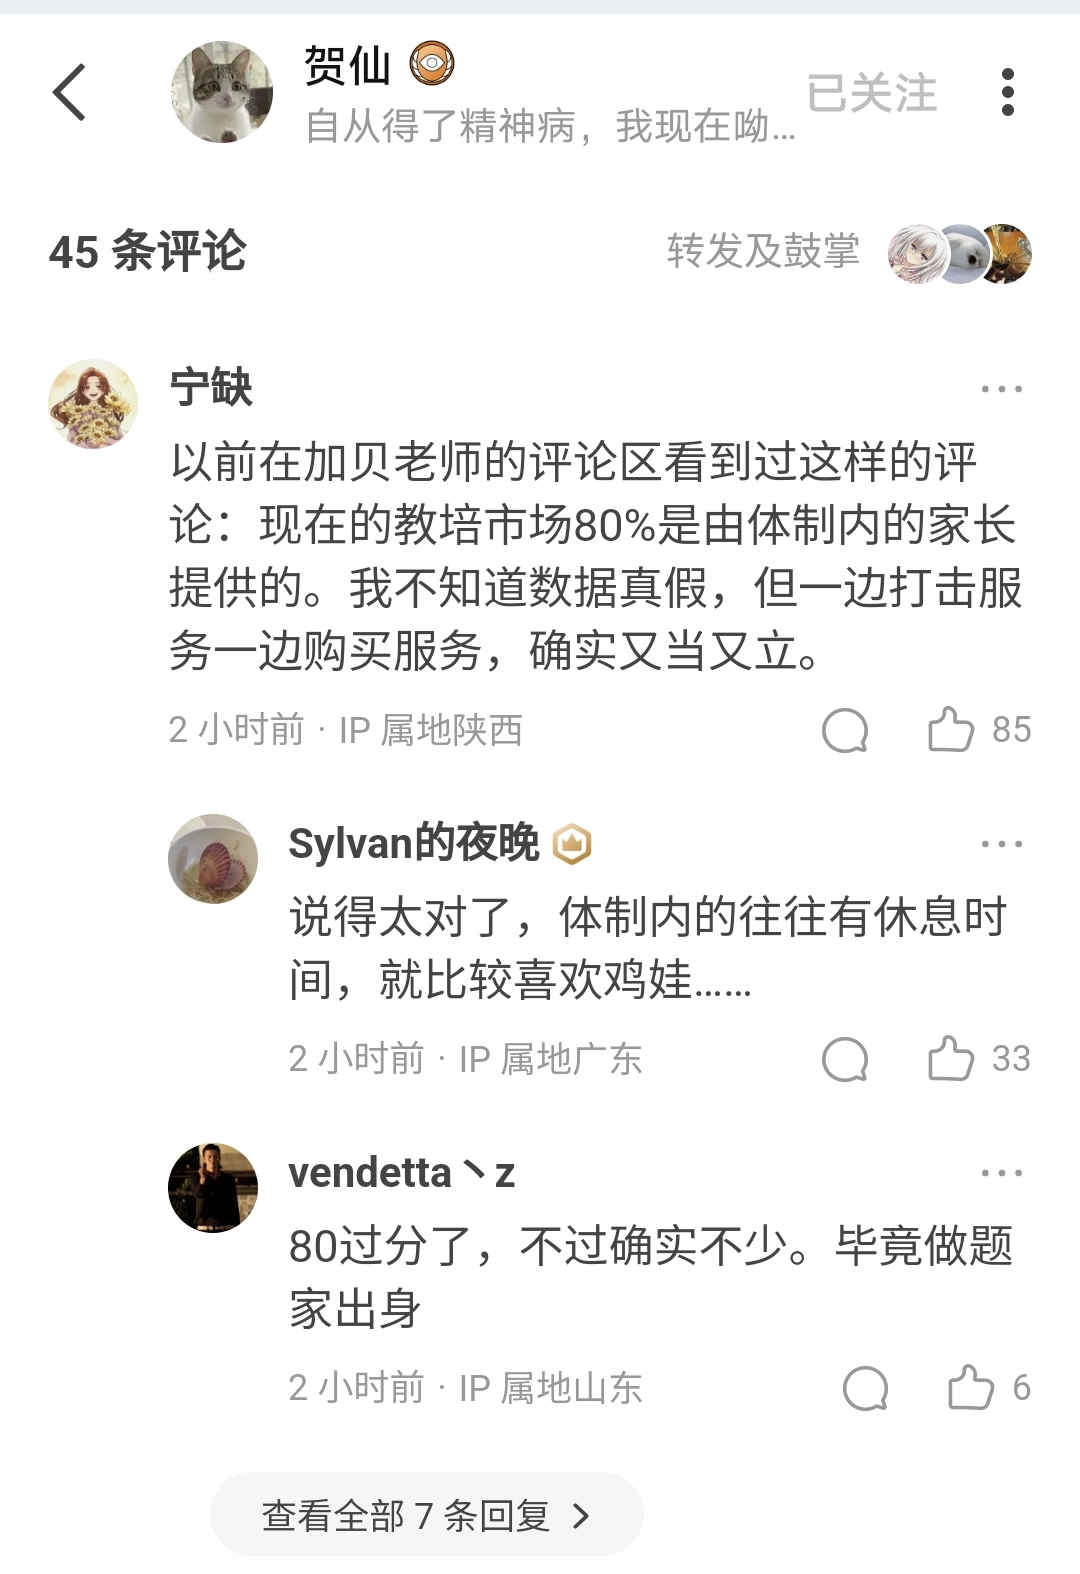 贺仙
自从得了精神病，我现在呦...
已关注
45 条评论
转发及鼓掌
宁缺
以前在加贝老师的评论区看到过这样的评
论：现在的教培市场80%是由体制内的家长
提供的。我不知道数据真假，但一边打击服
务一边购买服务，确实又当又立。
2 小时前 · IP 属地陕西
85
Sylvan的夜晚
说得太对了，体制内的往往有休息时
间，就比较喜欢鸡娃......
2 小时前 · IP 属地广东
33
vendetta丶z
80过分了，不过确实不少。毕竟做题
家出身
2 小时前 · IP 属地山东
6
查看全部 7 条回复 >